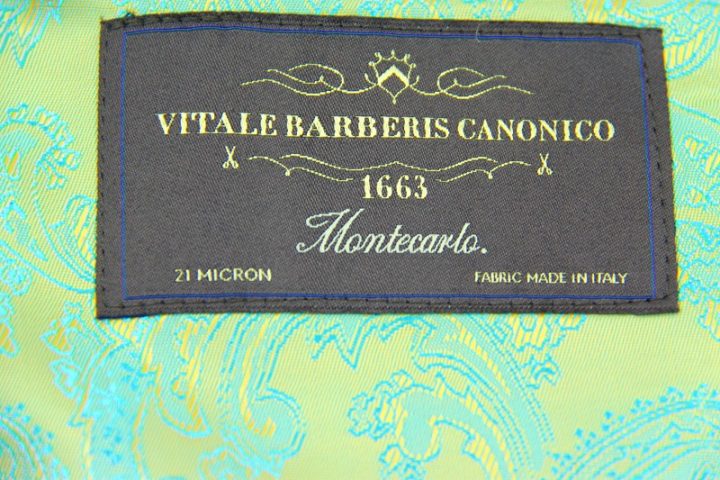 VITALE BARBERIS CANONICO
1663
Montecarlo.
21 MICRON
FABRIC MADE IN ITALY